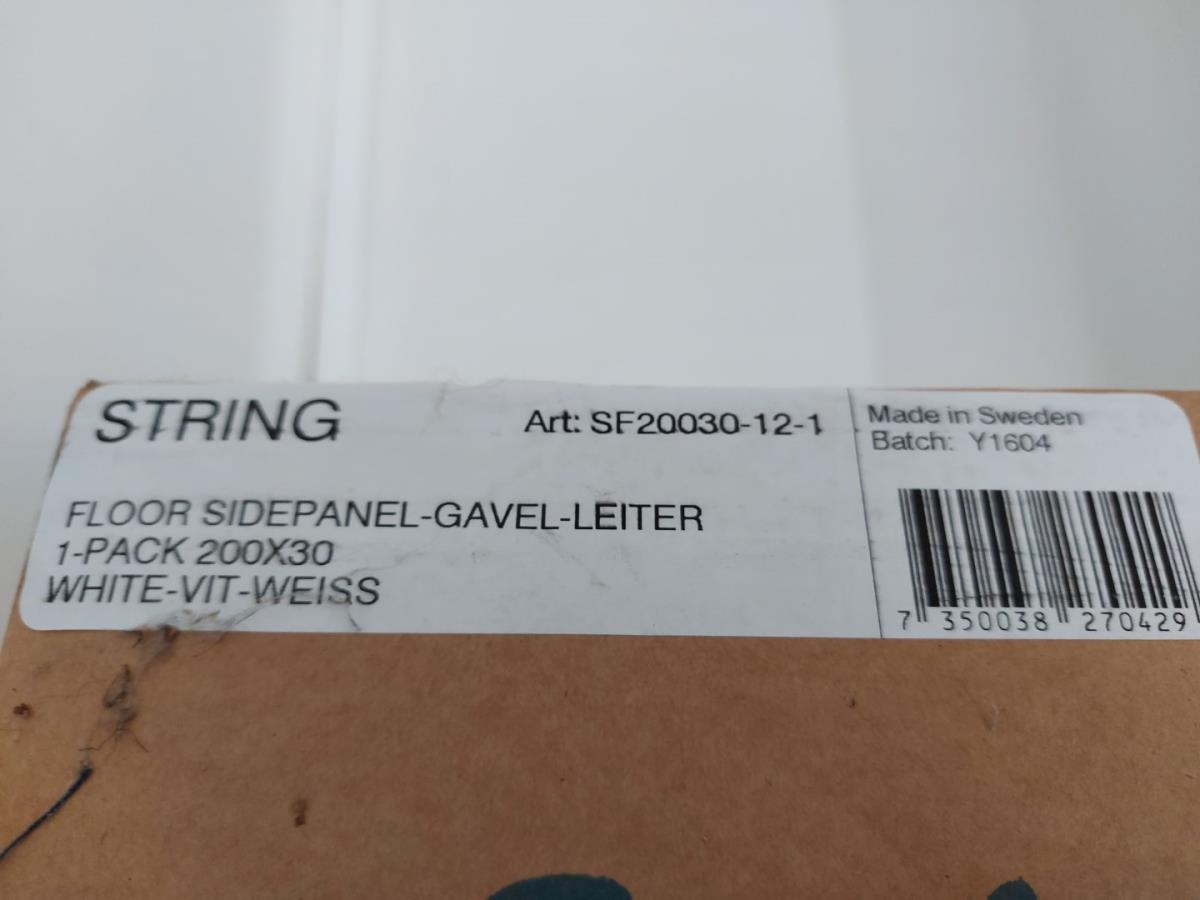 STRING
Art: SF20030-12-1
FLOOR SIDEPANEL-GAVEL-LEITER
1-PACK 200X30
WHITE-VIT-WEISS
Made in Sweden
Batch: Y1604
7 350038 270429